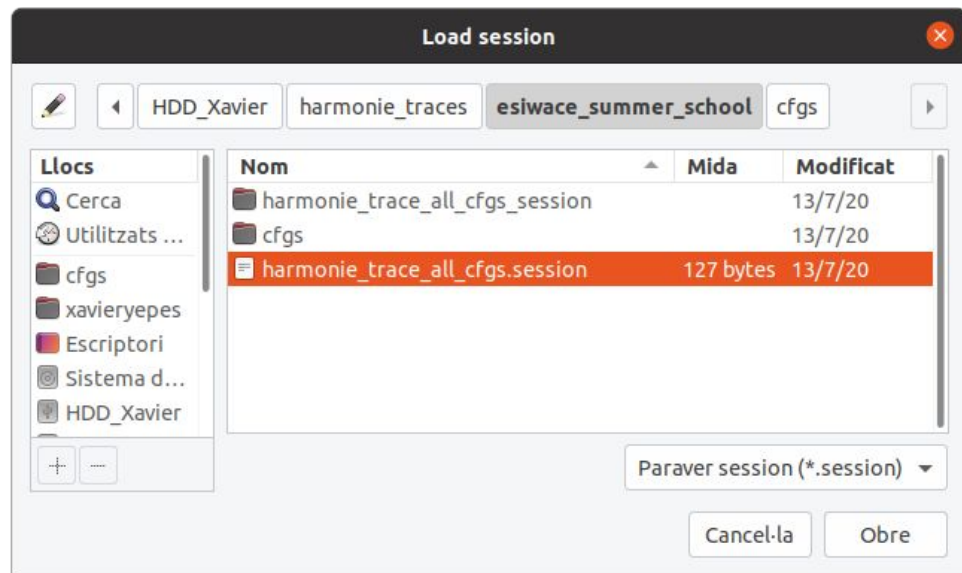 Load session
HDD_Xavier harmonie_traces esiwace_summer_school cfgs
Llocs
Cerca
Utilitzats ...
cfgs
xavieryepes
Escriptori
Sistema d...
HDD_Xavier
Nom Mida Modificat
harmonie_trace_all_cfgs_session 13/7/20
cfgs 13/7/20
harmonie_trace_all_cfgs.session 127 bytes 13/7/20
Paraver session (*.session)
Cancel·la Obre